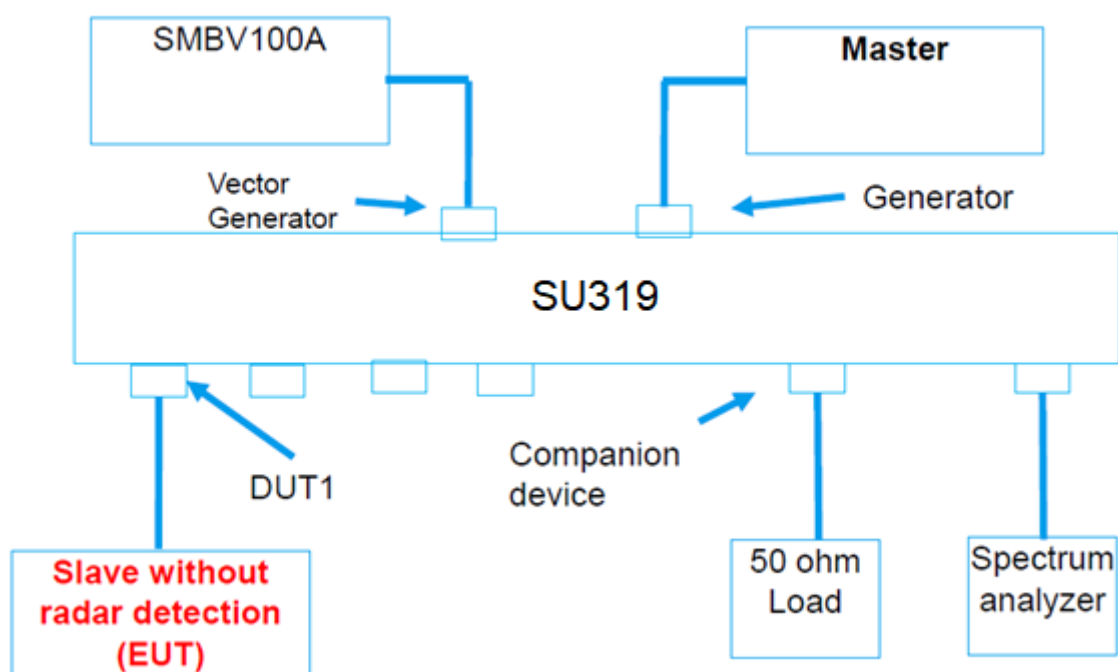 SMBV100A
Master
Vector
Generator
Generator
SU319
DUT1
Companion
device
Slave without
radar detection
(EUT)
50 ohm
Load
Spectrum
analyzer